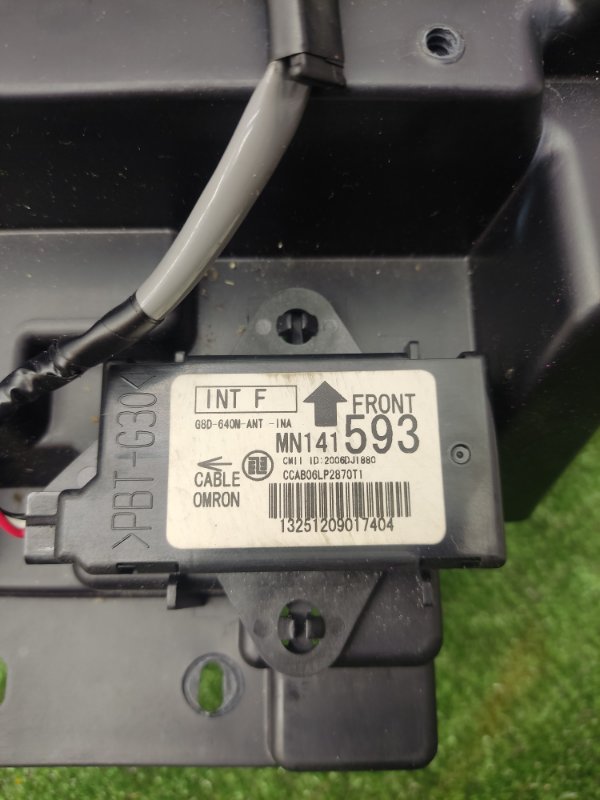 >PBT-G30<
INT F
FRONT
G8D-640M-ANT -INA
MN141593
CMII ID:2006DJ1880
CCAB06LP2870T1
CABLE
OMRON
13251209017404